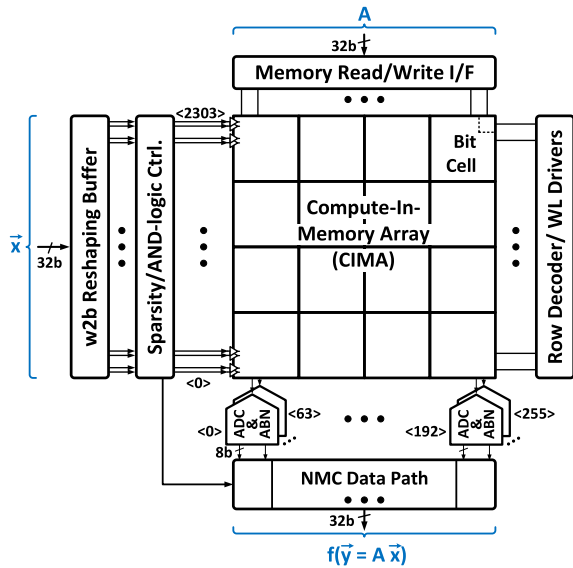 A
32b
Memory Read/Write I/F
<2303>
Bit
Cell
w2b Reshaping Buffer
Sparsity/AND-logic Ctrl.
Compute-In-
Memory Array
(CIMA)
Row Decoder/ WL Drivers
x⃗
32b
<0>
<0>
ADC
&
ABN
<63>
<192>
ADC
&
ABN
<255>
8b
NMC Data Path
32b
f(y⃗ = A x⃗)